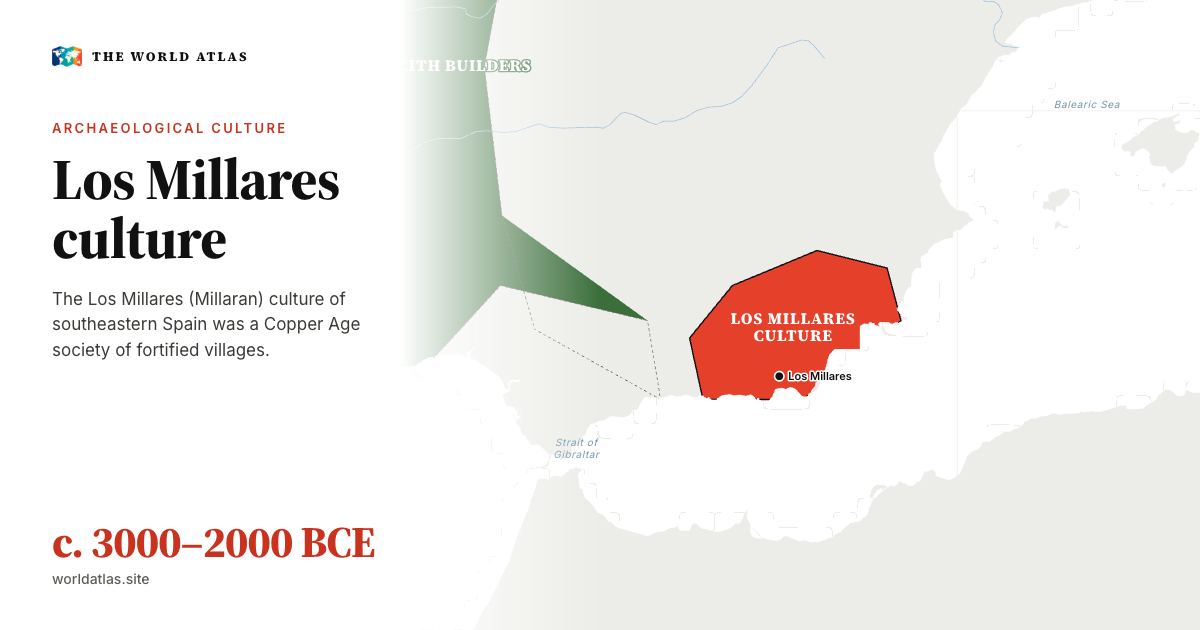 THE WORLD ATLAS
ARCHAEOLOGICAL CULTURE
Los Millares
culture
The Los Millares (Millaran) culture of
southeastern Spain was a Copper Age
society of fortified villages.
c. 3000–2000 BCE
worldatlas.site
BUILDERS
Balearic Sea
LOS MILLARES
CULTURE
Los Millares
Strait of
Gibraltar